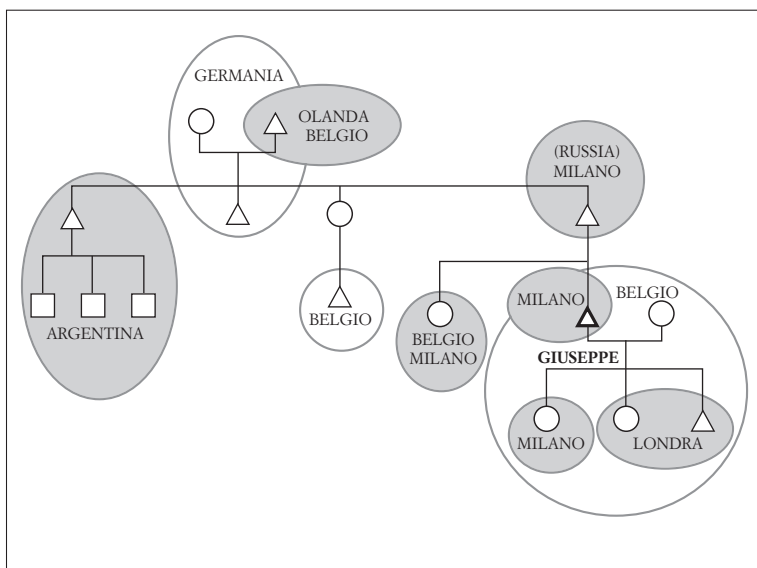 GERMANIA
OLANDA
BELGIO
(RUSSIA)
MILANO
ARGENTINA
BELGIO
BELGIO
MILANO
MILANO
BELGIO
GIUSEPPE
MILANO
LONDRA